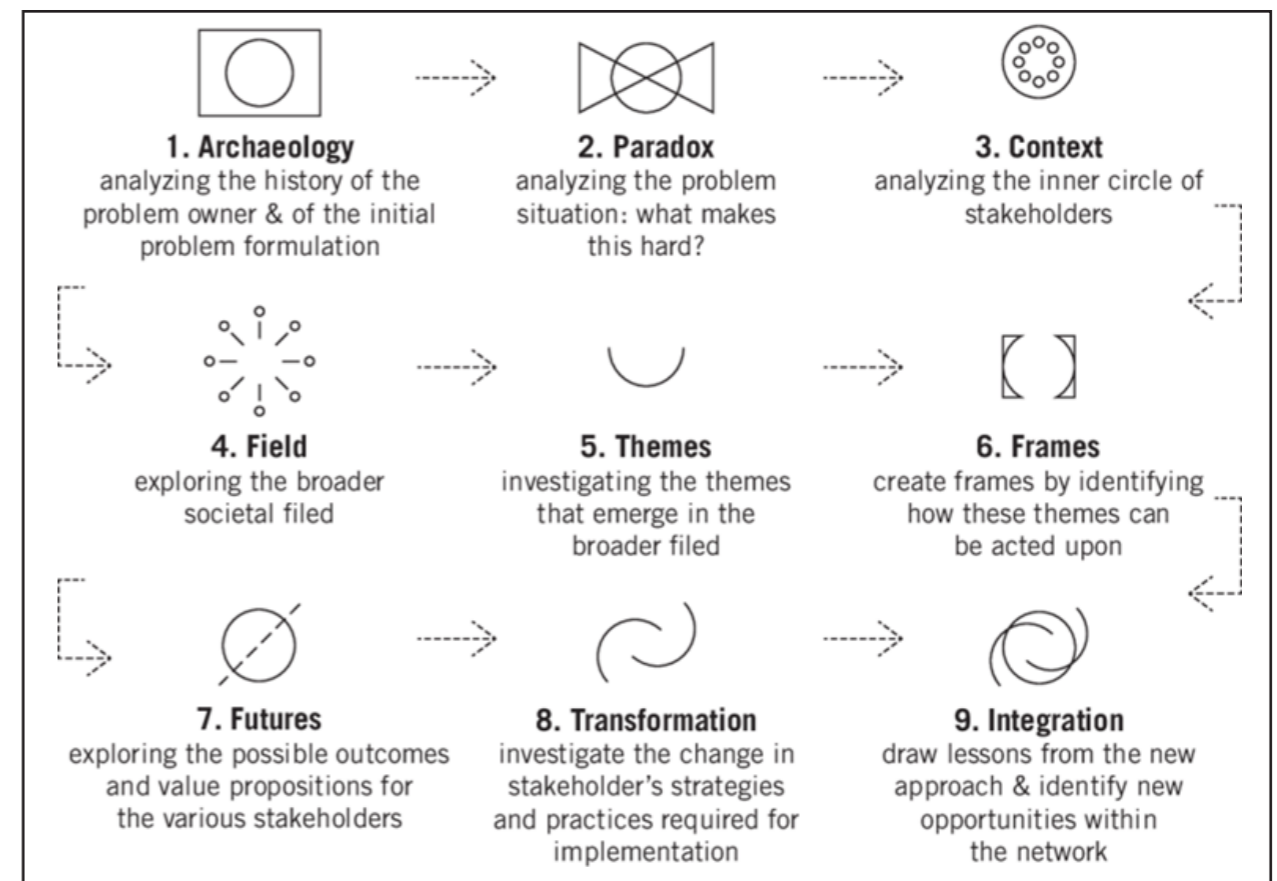 1. Archaeology
analyzing the history of the
problem owner & of the initial
problem formulation
2. Paradox
analyzing the problem
situation: what makes
this hard?
3. Context
analyzing the inner circle of
stakeholders
4. Field
exploring the broader
societal filed
5. Themes
investigating the themes
that emerge in the
broader filed
6. Frames
create frames by identifying
how these themes can
be acted upon
7. Futures
exploring the possible outcomes
and value propositions for
the various stakeholders
8. Transformation
investigate the change in
stakeholder's strategies
and practices required for
implementation
9. Integration
draw lessons from the new
approach & identify new
opportunities within
the network